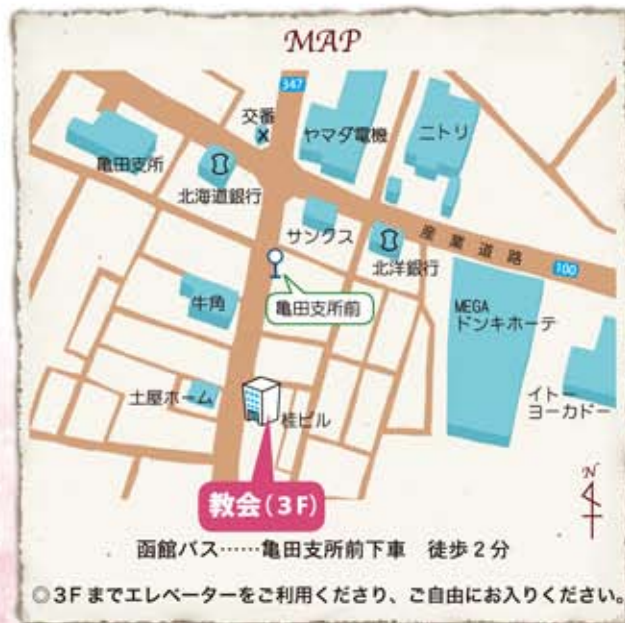 MAP
347
交番
ヤマダ電機
ニトリ
亀田支所
北海道銀行
サンクス
北洋銀行
産業道路
100
亀田支所前
牛角
MEGA
ドンキホーテ
土屋ホーム
桂ビル
イトー
ヨーカドー
教会(3F)
N
函館バス……亀田支所前下車 徒歩2分
◎3Fまでエレベーターをご利用くださり、ご自由にお入りください。